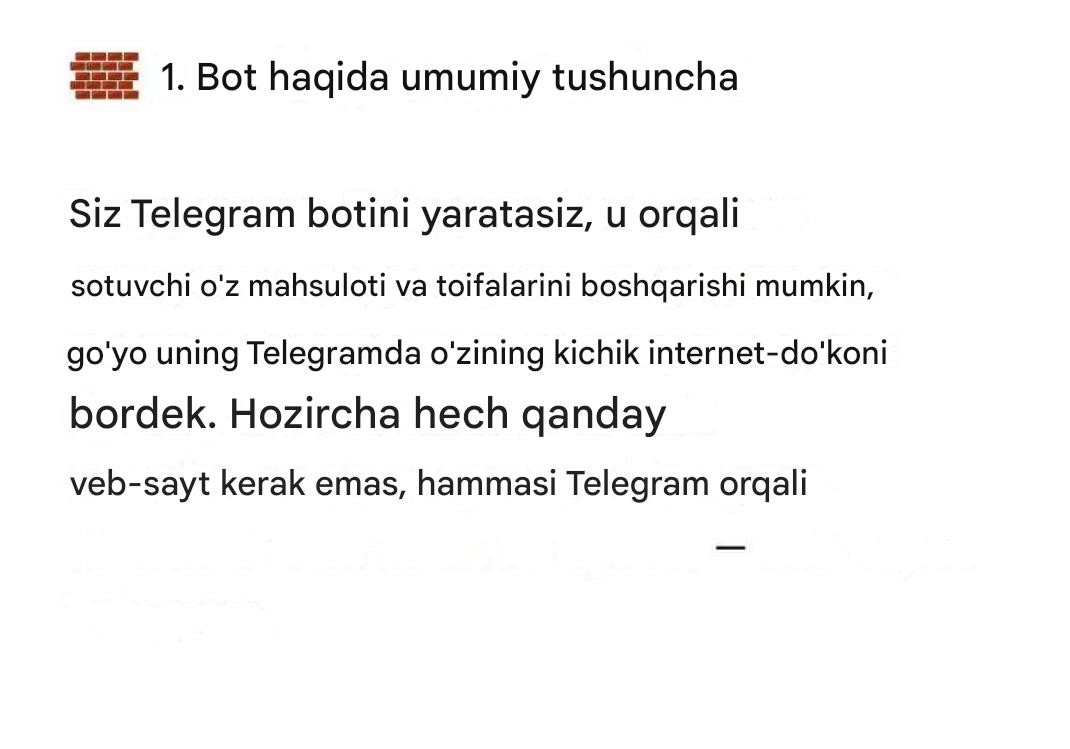 🧱 1. Bot haqida umumiy tushuncha
Siz Telegram botini yaratasiz, u orqali
sotuvchi o'z mahsuloti va toifalarini boshqarishi mumkin,
go'yo uning Telegramda o'zining kichik internet-do'koni
bordek. Hozircha hech qanday
veb-sayt kerak emas, hammasi Telegram orqali
—